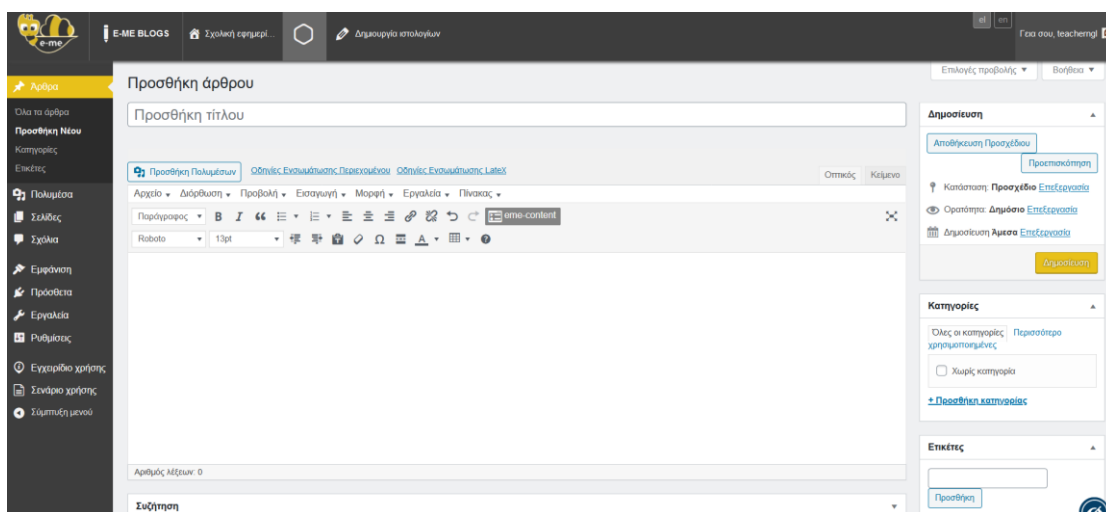 el en
e-me
E-ME BLOGS Σχολική εφημερί... Δημιουργία ιστολογίων
Γεια σου, teacherngl
Επιλογές προβολής Βοήθεια
Άρθρα
Όλα τα άρθρα
Προσθήκη Νέου
Κατηγορίες
Ετικέτες
Πολυμέσα
Σελίδες
Σχόλια
Εμφάνιση
Πρόσθετα
Εργαλεία
Ρυθμίσεις
Εγχειρίδιο χρήσης
Σενάριο χρήσης
Σύμπτυξη μενού
Προσθήκη άρθρου
Προσθήκη τίτλου
Προσθήκη Πολυμέσων Οδηγίες Ενσωμάτωσης Περιεχομένου Οδηγίες Ενσωμάτωσης LateX
Οπτικός Κείμενο
Αρχείο Διόρθωση Προβολή Εισαγωγή Μορφή Εργαλεία Πίνακας
Παράγραφος B I eme-content
Roboto 13pt Ω A
Αριθμός λέξεων: 0
Συζήτηση
Δημοσίευση
Αποθήκευση Προσχέδιου
Προεπισκόπηση
Κατάσταση: Προσχέδιο Επεξεργασία
Ορατότητα: Δημόσιο Επεξεργασία
Δημοσίευση Άμεσα Επεξεργασία
Δημοσίευση
Κατηγορίες
Όλες οι κατηγορίες Περισσότερο
χρησιμοποιημένες
Χωρίς κατηγορία
+ Προσθήκη κατηγορίας
Ετικέτες
Προσθήκη